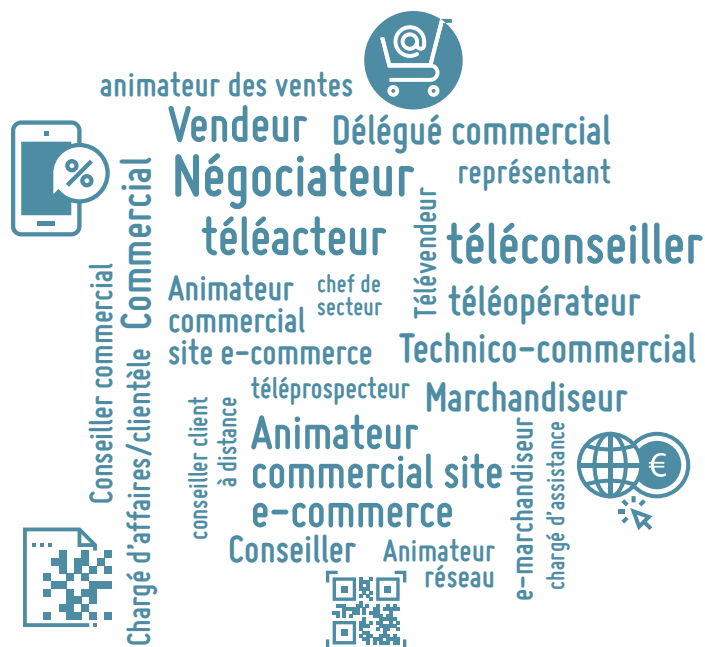 @
animateur des ventes
Vendeur
Délégué commercial
%
Négociateur
représentant
Commercial
téléacteur
Télévendeur
téléconseiller
Animateur
commercial
site e-commerce
chef de
secteur
téléopérateur
Conseiller commercial
Technico-commercial
Chargé d'affaires/clientèle
téléprospecteur
Marchandiseur
conseiller client
à distance
Animateur
commercial site
e-commerce
e-marchandiseur
chargé d'assistance
€
Conseiller
Animateur
réseau